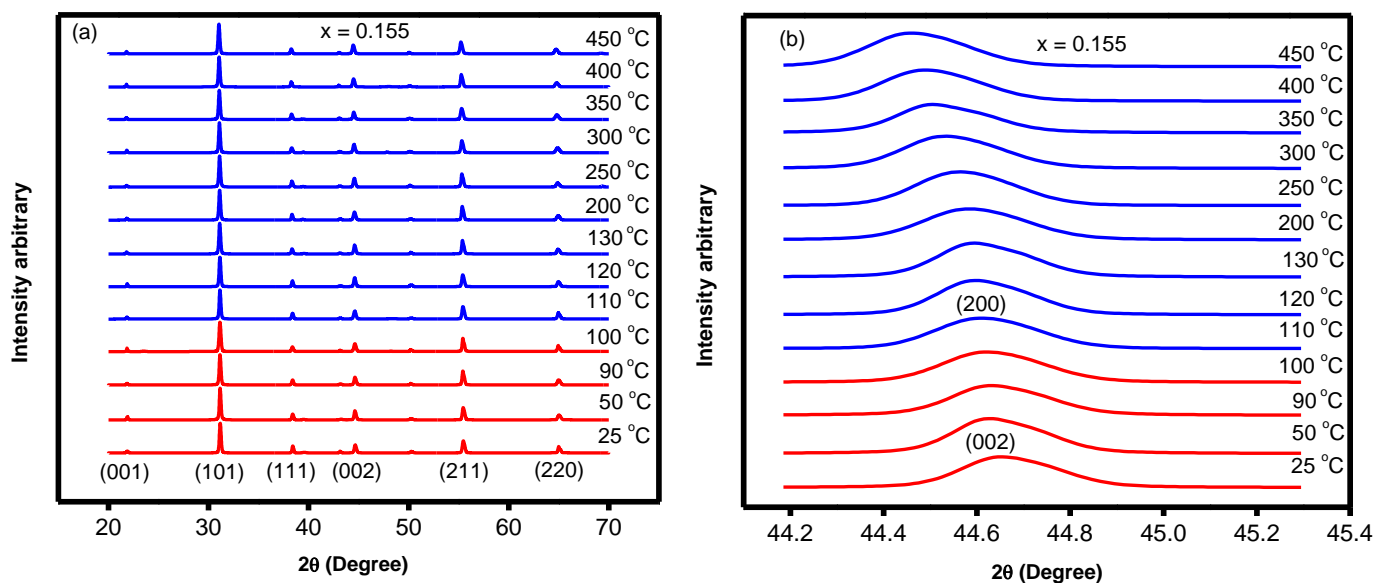 (a)
x = 0.155
450 °C
400 °C
350 °C
300 °C
250 °C
200 °C
130 °C
120 °C
110 °C
100 °C
90 °C
50 °C
25 °C
(001)
(101)
(111)
(002)
(211)
(220)
20
30
40
50
60
70
2θ (Degree)
Intensity arbitrary
(b)
x = 0.155
450 °C
400 °C
350 °C
300 °C
250 °C
200 °C
130 °C
120 °C
(200)
110 °C
100 °C
90 °C
50 °C
(002)
25 °C
44.2
44.4
44.6
44.8
45.0
45.2
45.4
2θ (Degree)
Intensity arbitrary